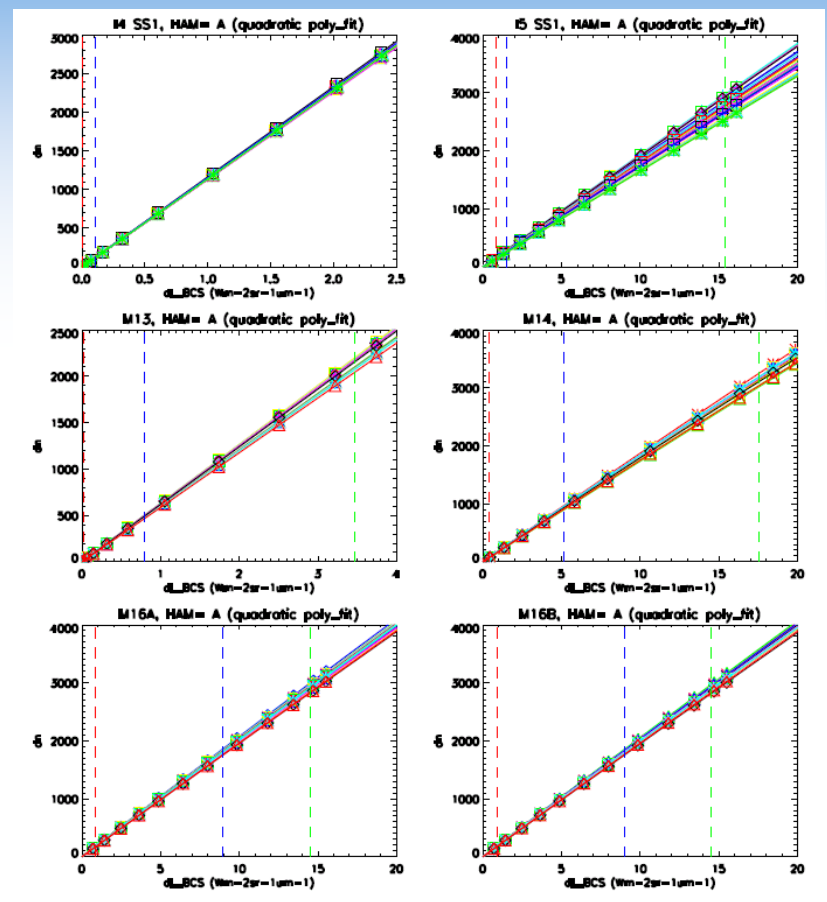 I4 SS1, HAM= A (quadratic poly_fit)
3000
2500
2000
1500
1000
500
0
dn
0.0 0.5 1.0 1.5 2.0 2.5
dL_BCS (Wm-2sr-1um-1)
I5 SS1, HAM= A (quadratic poly_fit)
4000
3000
2000
1000
0
dn
0 5 10 15 20
dL_BCS (Wm-2sr-1um-1)
M13, HAM= A (quadratic poly_fit)
2500
2000
1500
1000
500
0
dn
0 1 2 3 4
dL_BCS (Wm-2sr-1um-1)
M14, HAM= A (quadratic poly_fit)
4000
3000
2000
1000
0
dn
0 5 10 15 20
dL_BCS (Wm-2sr-1um-1)
M16A, HAM= A (quadratic poly_fit)
4000
3000
2000
1000
0
dn
0 5 10 15 20
dL_BCS (Wm-2sr-1um-1)
M16B, HAM= A (quadratic poly_fit)
4000
3000
2000
1000
0
dn
0 5 10 15 20
dL_BCS (Wm-2sr-1um-1)